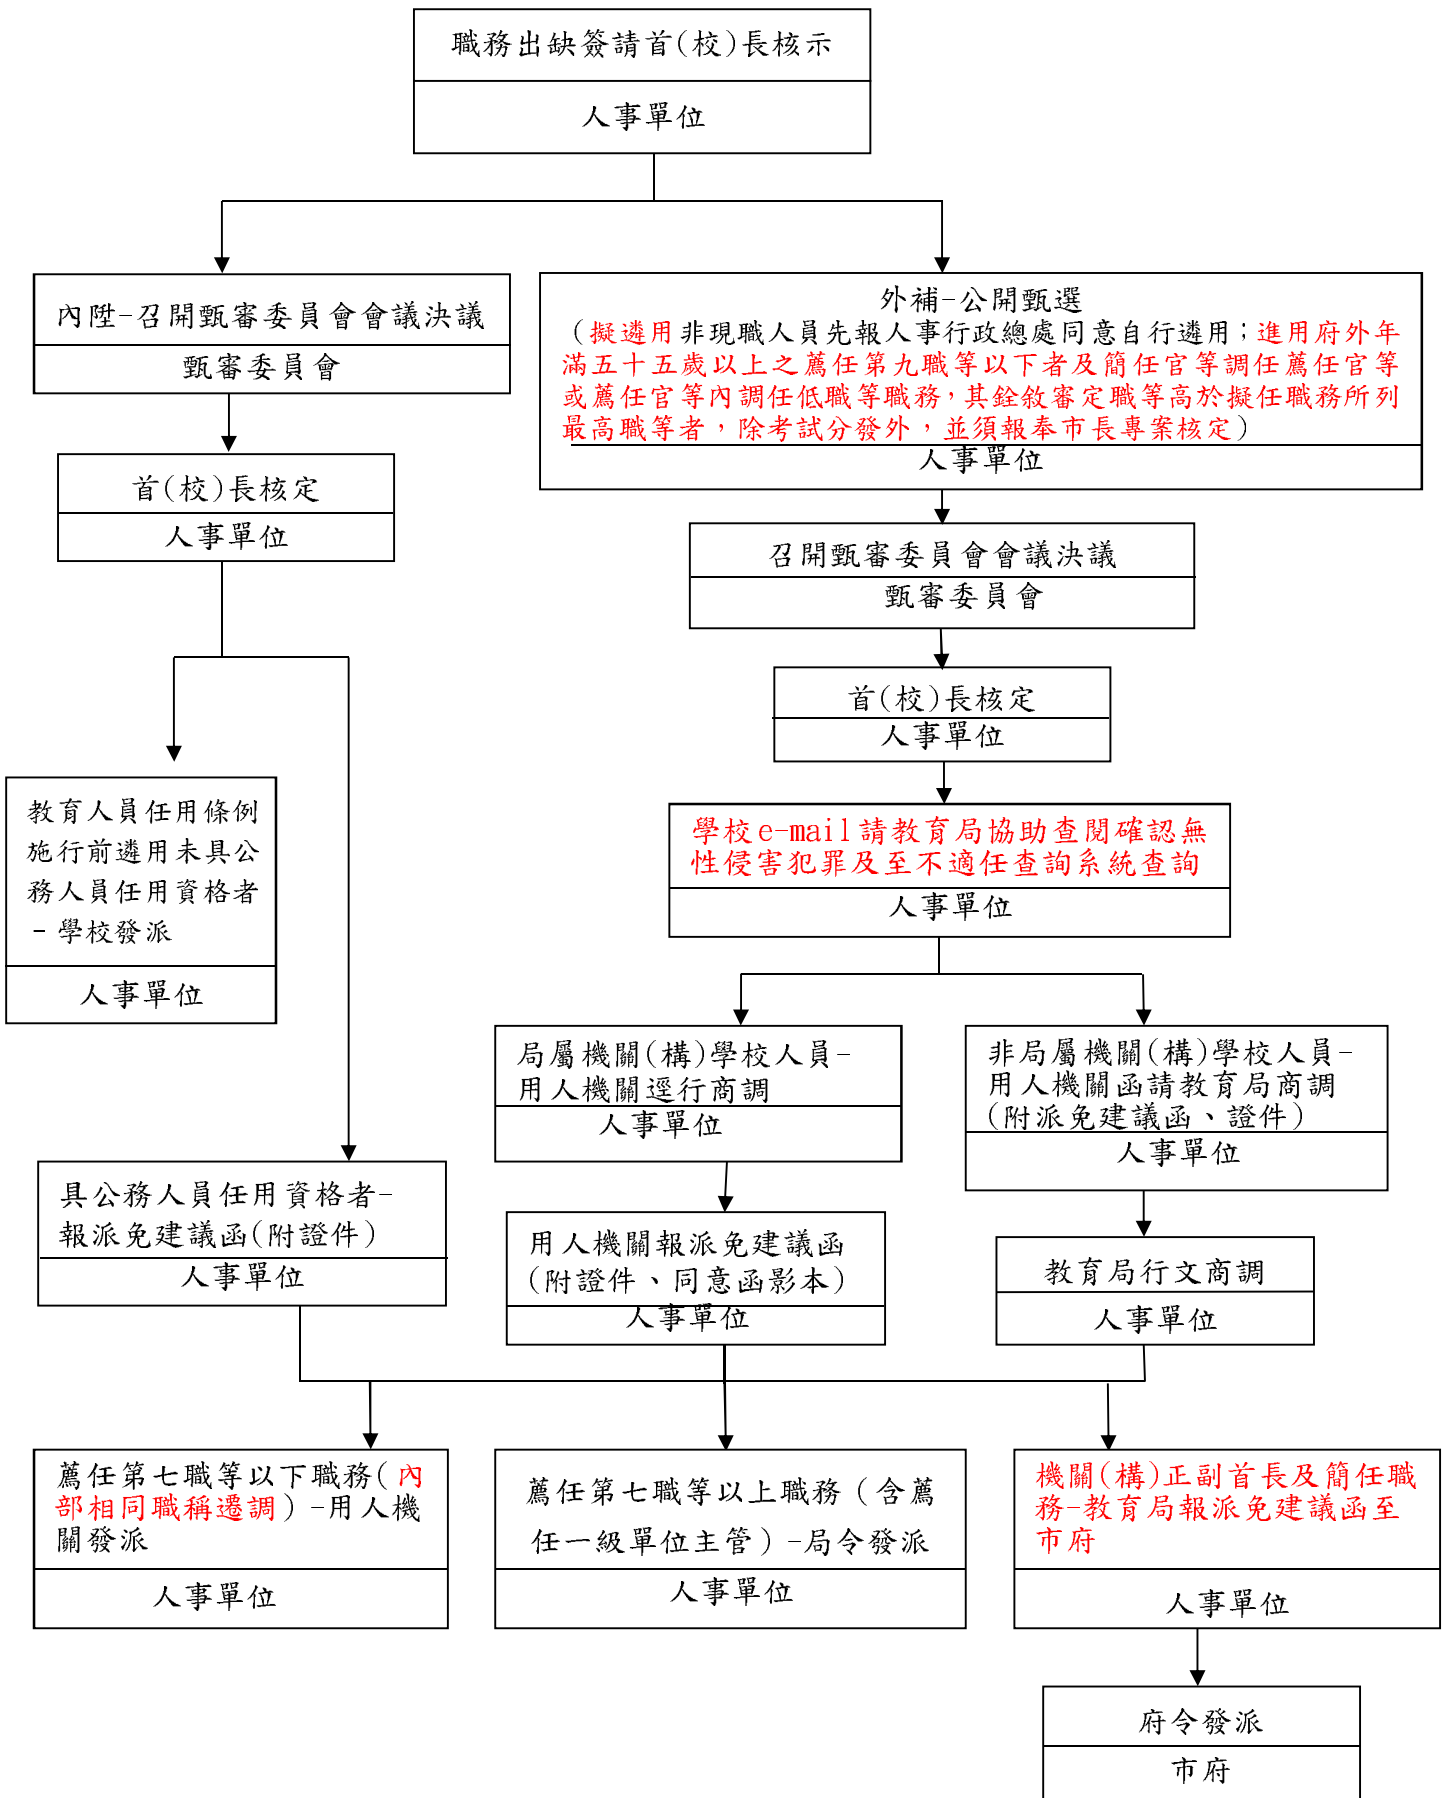 職務出缺簽請首(校)長核示
人事單位
內陞-召開甄審委員會會議決議
甄審委員會
外補-公開甄選
(擬遴用非現職人員先報人事行政總處同意自行遴用;進用府外年
滿五十五歲以上之薦任第九職等以下者及簡任官等調任薦任官等
或薦任官等內調任低職等職務,其銓敘審定職等高於擬任職務所列
最高職等者,除考試分發外,並須報奉市長專案核定)
人事單位
首(校)長核定
人事單位
召開甄審委員會會議決議
甄審委員會
首(校)長核定
人事單位
教育人員任用條例
施行前遴用未具公
務人員任用資格者
-學校發派
人事單位
學校e-mail請教育局協助查閱確認無
性侵害犯罪及至不適任查詢系統查詢
人事單位
局屬機關(構)學校人員-
用人機關逕行商調
人事單位
非局屬機關(構)學校人員-
用人機關函請教育局商調
(附派免建議函、證件)
人事單位
具公務人員任用資格者-
報派免建議函(附證件)
人事單位
用人機關報派免建議函
(附證件、同意函影本)
人事單位
教育局行文商調
人事單位
薦任第七職等以下職務(內
部相同職稱遷調)-用人機
關發派
人事單位
薦任第七職等以上職務(含薦
任一級單位主管)-局令發派
人事單位
機關(構)正副首長及簡任職
務-教育局報派免建議函至
市府
人事單位
府令發派
市府